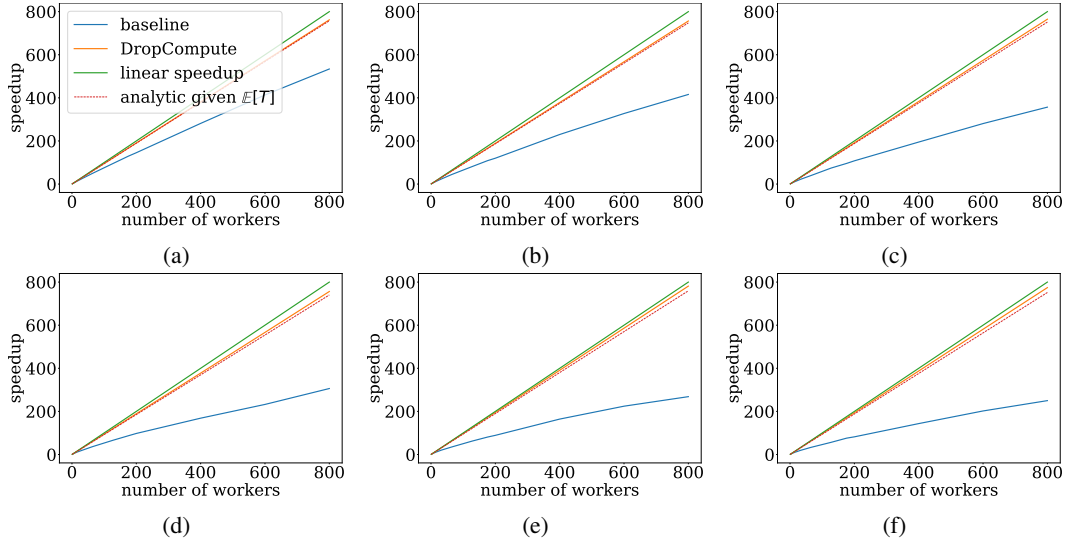 800
600
400
200
0
speedup
baseline
DropCompute
linear speedup
analytic given 𝔼[T]
0 200 400 600 800
number of workers
(a)
800
600
400
200
0
speedup
0 200 400 600 800
number of workers
(b)
800
600
400
200
0
speedup
0 200 400 600 800
number of workers
(c)
800
600
400
200
0
speedup
0 200 400 600 800
number of workers
(d)
800
600
400
200
0
speedup
0 200 400 600 800
number of workers
(e)
800
600
400
200
0
speedup
0 200 400 600 800
number of workers
(f)